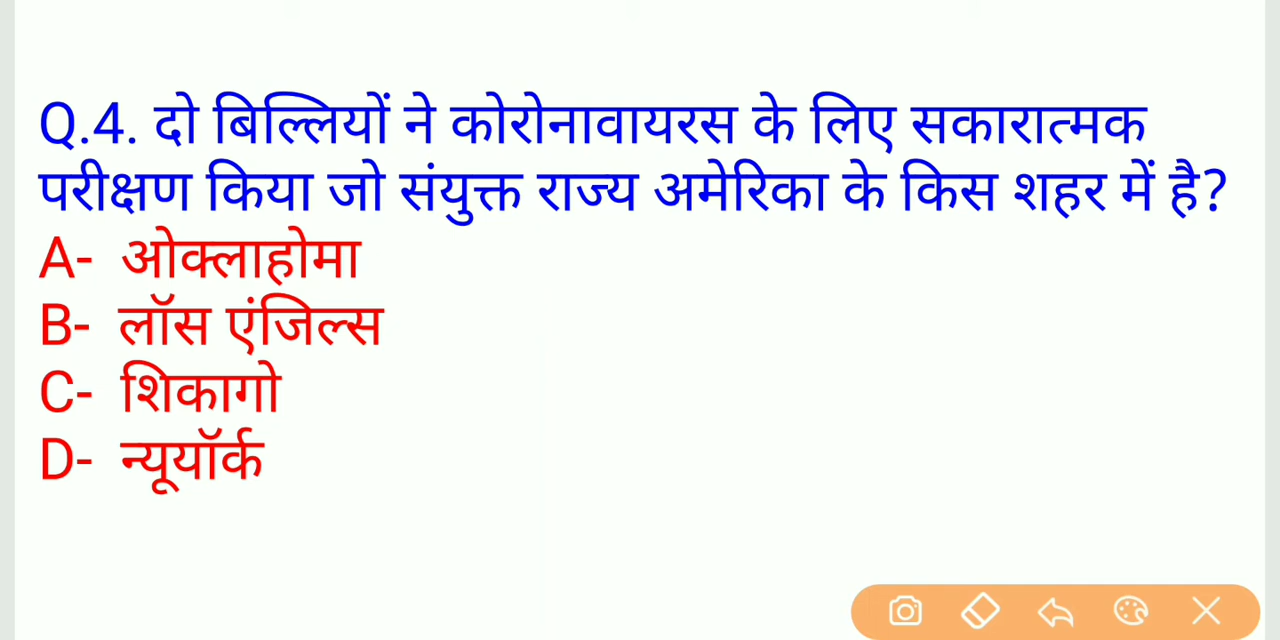 Q.4. दो बिल्लियों ने कोरोनावायरस के लिए सकारात्मक
परीक्षण किया जो संयुक्त राज्य अमेरिका के किस शहर में है?
A- ओक्लाहोमा
B- लॉस एंजिल्स
C- शिकागो
D- न्यूयॉर्क